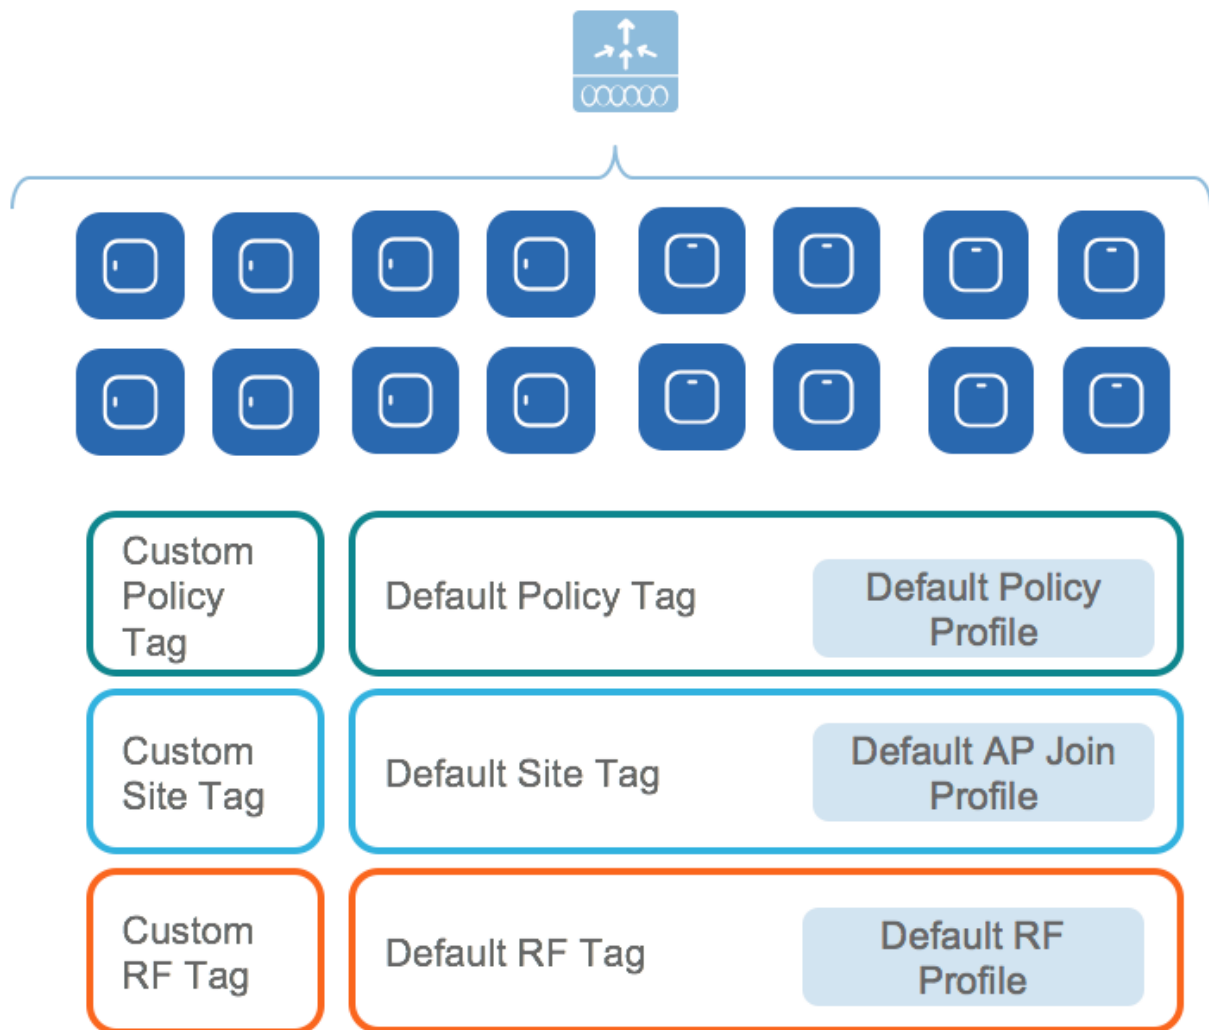 Custom
Policy
Tag
Default Policy Tag
Default Policy
Profile
Custom
Site Tag
Default Site Tag
Default AP Join
Profile
Custom
RF Tag
Default RF Tag
Default RF
Profile